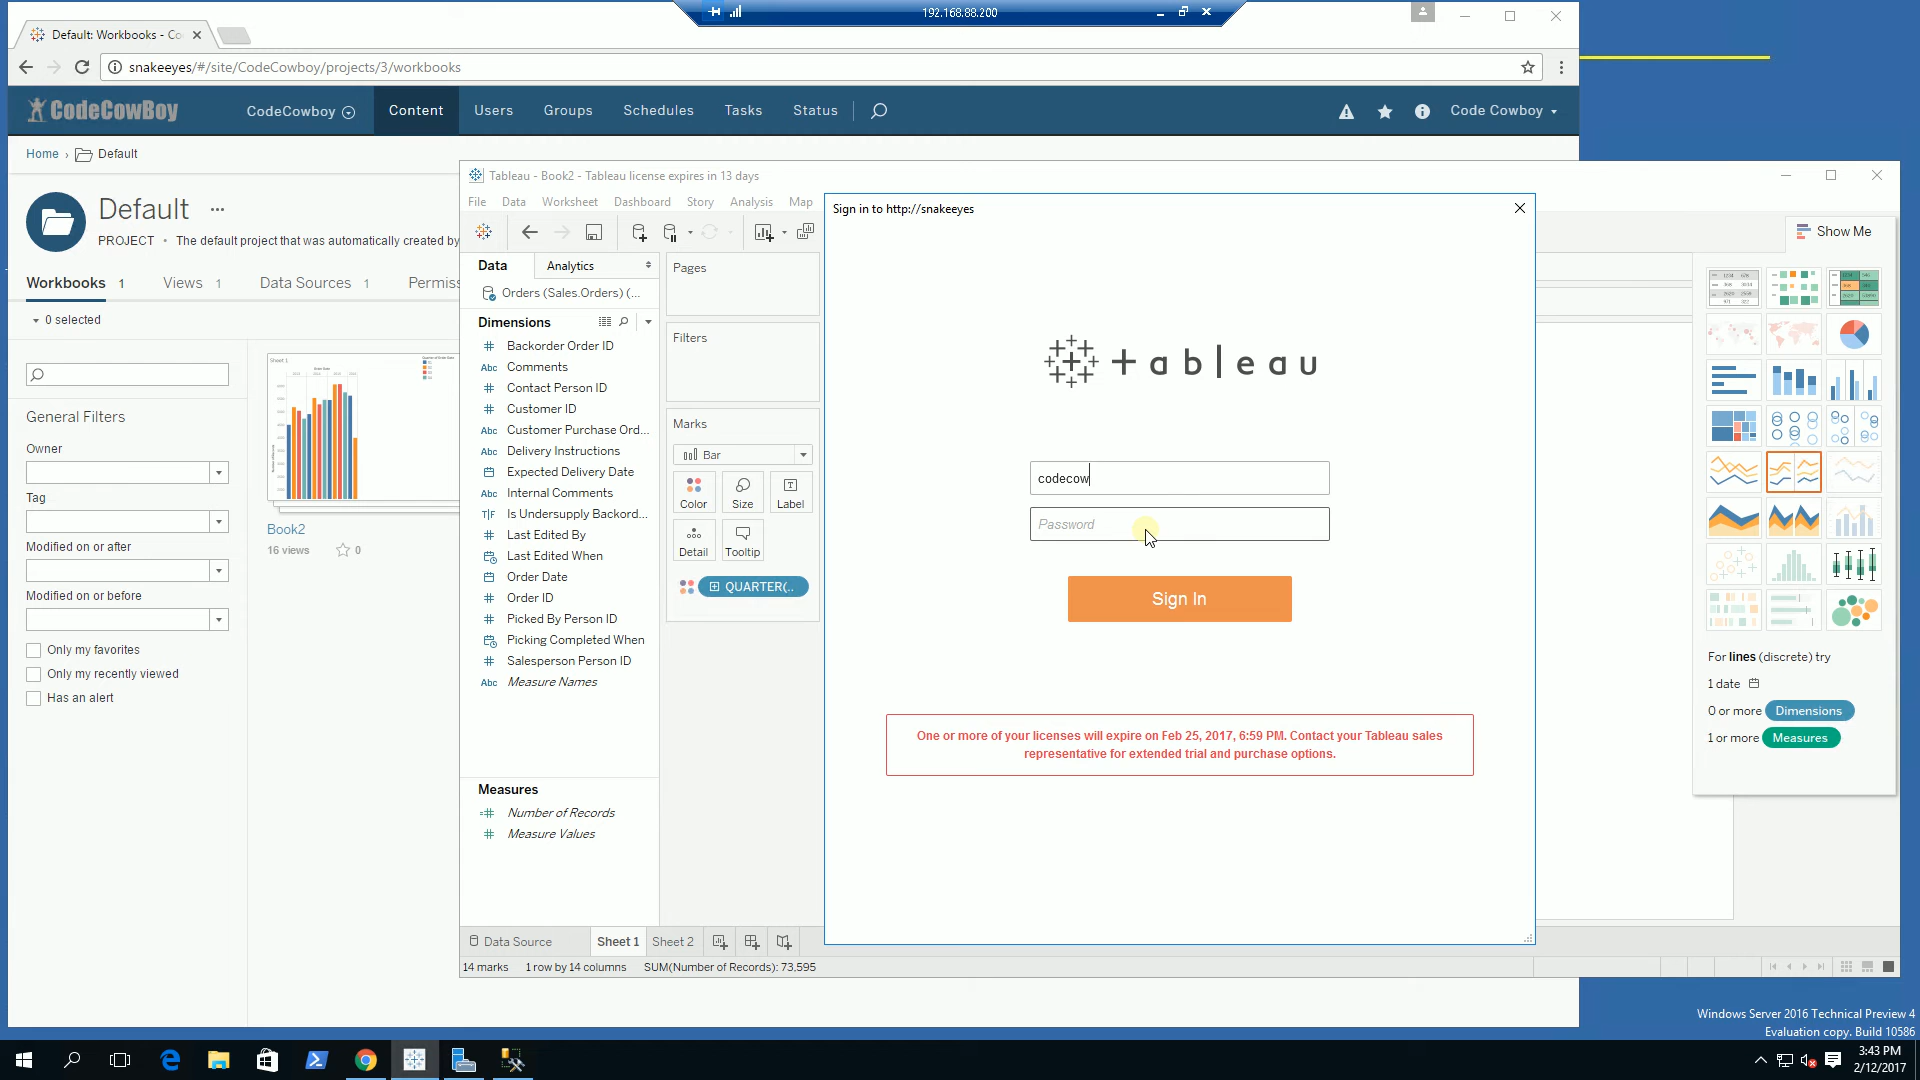 192.168.88.200
Default: Workbooks - Co
snakeeyes/#/site/CodeCowboy/projects/3/workbooks
CodeCowBoy
CodeCowboy
Content
Users
Groups
Schedules
Tasks
Status
Code Cowboy
Home
Default
Default
PROJECT
The default project that was automatically created by
Workbooks 1
Views 1
Data Sources 1
Permiss
0 selected
General Filters
Owner
Tag
Modified on or after
Modified on or before
Only my favorites
Only my recently viewed
Has an alert
Sheet 1
Book2
16 views
0
Tableau - Book2 - Tableau license expires in 13 days
File
Data
Worksheet
Dashboard
Story
Analysis
Map
Data
Analytics
Orders (Sales.Orders) (...
Dimensions
Backorder Order ID
Abc Comments
Contact Person ID
Customer ID
Abc Customer Purchase Ord...
Abc Delivery Instructions
Expected Delivery Date
Abc Internal Comments
T|F Is Undersupply Backord...
Last Edited By
Last Edited When
Order Date
Order ID
Picked By Person ID
Picking Completed When
Salesperson Person ID
Abc Measure Names
Measures
Number of Records
Measure Values
Pages
Filters
Marks
Bar
Color
Size
Label
Detail
Tooltip
QUARTER(..
Sign in to http://snakeeyes
+ableau
codecow
Password
Sign In
One or more of your licenses will expire on Feb 25, 2017, 6:59 PM. Contact your Tableau sales
representative for extended trial and purchase options.
Show Me
For lines (discrete) try
1 date
0 or more Dimensions
1 or more Measures
Data Source
Sheet 1
Sheet 2
14 marks
1 row by 14 columns
SUM(Number of Records): 73,595
Windows Server 2016 Technical Preview 4
Evaluation copy. Build 10586
3:43 PM
2/12/2017